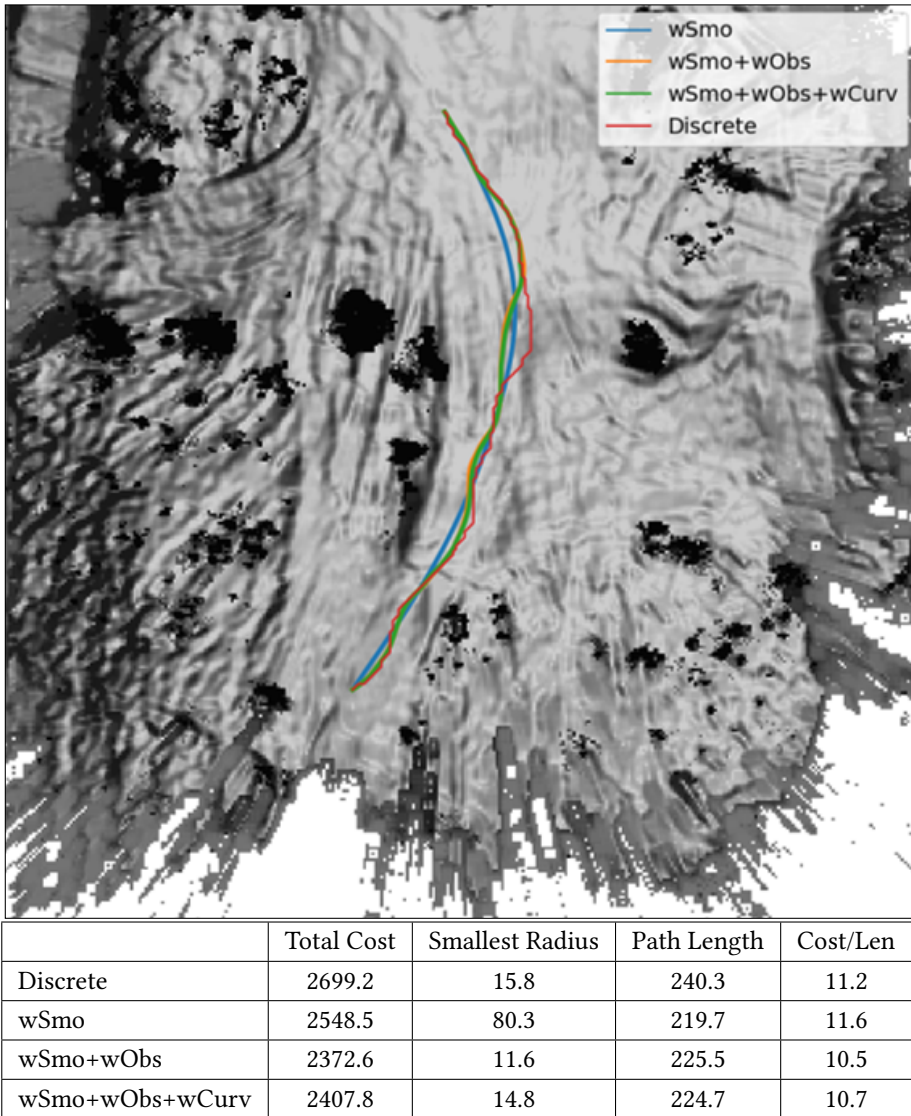 wSmo
wSmo+wObs
wSmo+wObs+wCurv
Discrete
Total Cost Smallest Radius Path Length Cost/Len
Discrete 2699.2 15.8 240.3 11.2
wSmo 2548.5 80.3 219.7 11.6
wSmo+wObs 2372.6 11.6 225.5 10.5
wSmo+wObs+wCurv 2407.8 14.8 224.7 10.7